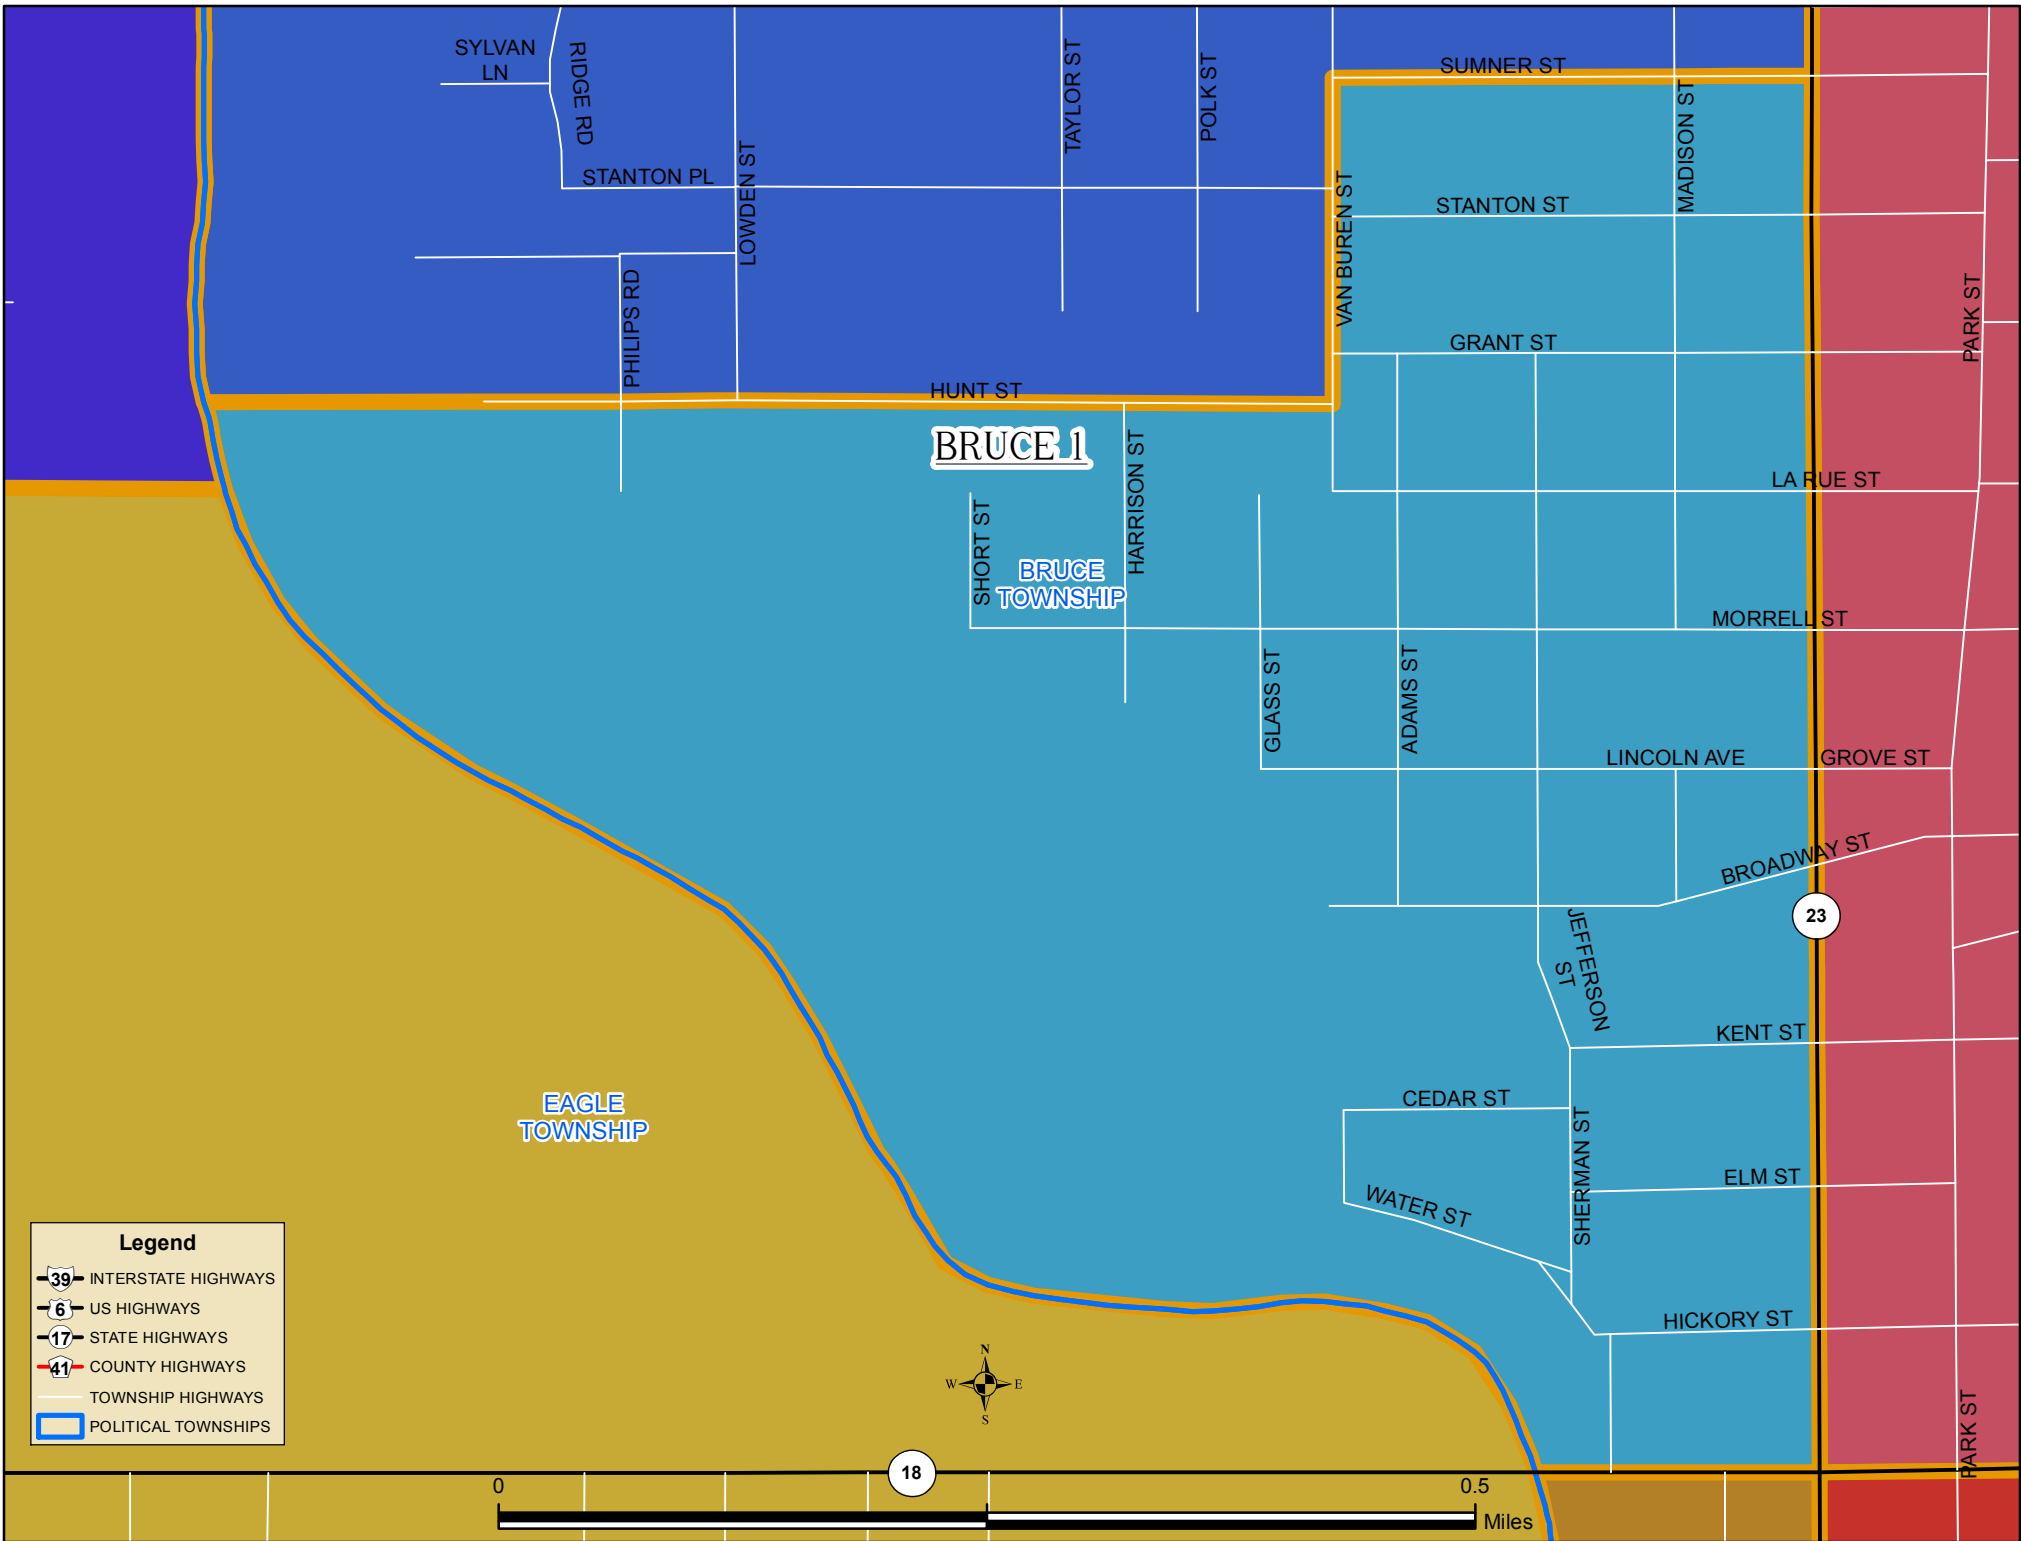 SYLVAN
LN
RIDGE RD
TAYLOR ST
POLK ST
SUMNER ST
MADISON ST
STANTON PL
LOWDEN ST
VAN BUREN ST
STANTON ST
PHILIPS RD
PARK ST
GRANT ST
HUNT ST
BRUCE 1
HARRISON ST
LA RUE ST
SHORT ST
BRUCE
TOWNSHIP
MORRELL ST
GLASS ST
ADAMS ST
LINCOLN AVE
GROVE ST
BROADWAY ST
23
JEFFERSON
ST
KENT ST
CEDAR ST
EAGLE
TOWNSHIP
SHERMAN ST
ELM ST
WATER ST
HICKORY ST
Legend
39 INTERSTATE HIGHWAYS
6 US HIGHWAYS
17 STATE HIGHWAYS
41 COUNTY HIGHWAYS
TOWNSHIP HIGHWAYS
POLITICAL TOWNSHIPS
N
W E
S
PARK ST
18
0 0.5
Miles